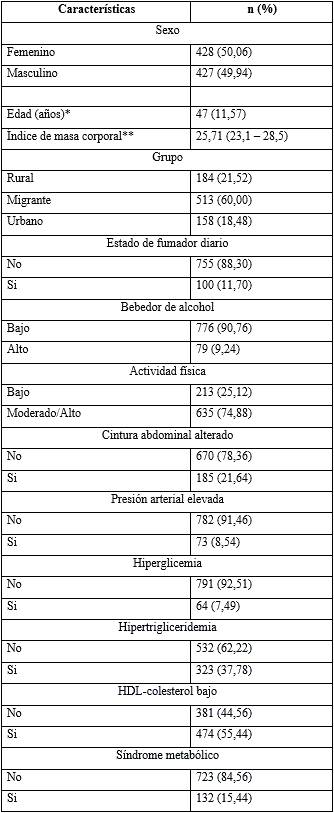 Características n (%)
Sexo
Femenino 428 (50,06)
Masculino 427 (49,94)
Edad (años)* 47 (11,57)
Indice de masa corporal** 25,71 (23,1 – 28,5)
Grupo
Rural 184 (21,52)
Migrante 513 (60,00)
Urbano 158 (18,48)
Estado de fumador diario
No 755 (88,30)
Si 100 (11,70)
Bebedor de alcohol
Bajo 776 (90,76)
Alto 79 (9,24)
Actividad física
Bajo 213 (25,12)
Moderado/Alto 635 (74,88)
Cintura abdominal alterado
No 670 (78,36)
Si 185 (21,64)
Presión arterial elevada
No 782 (91,46)
Si 73 (8,54)
Hiperglicemia
No 791 (92,51)
Si 64 (7,49)
Hipertrigliceridemia
No 532 (62,22)
Si 323 (37,78)
HDL-colesterol bajo
No 381 (44,56)
Si 474 (55,44)
Síndrome metabólico
No 723 (84,56)
Si 132 (15,44)